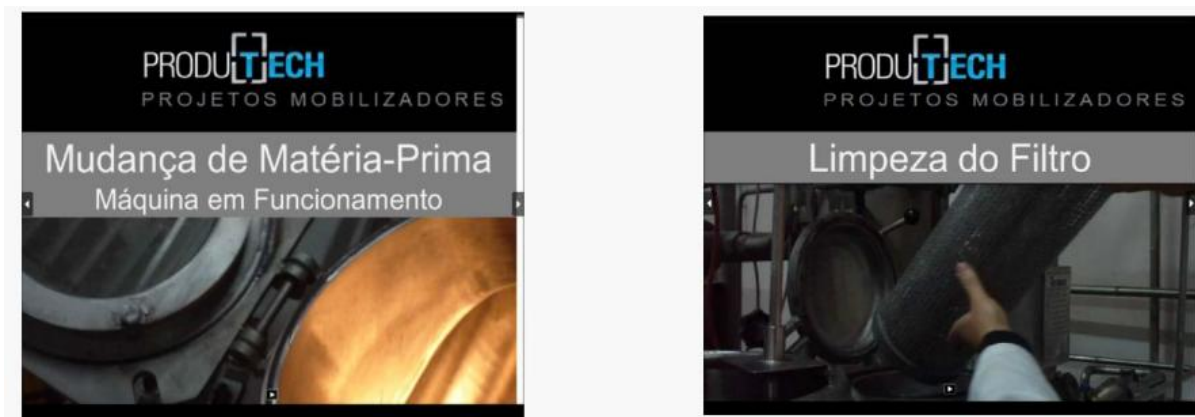 PRODUTECH
PROJETOS MOBILIZADORES
Mudança de Matéria-Prima
Máquina em Funcionamento
PRODUTECH
PROJETOS MOBILIZADORES
Limpeza do Filtro